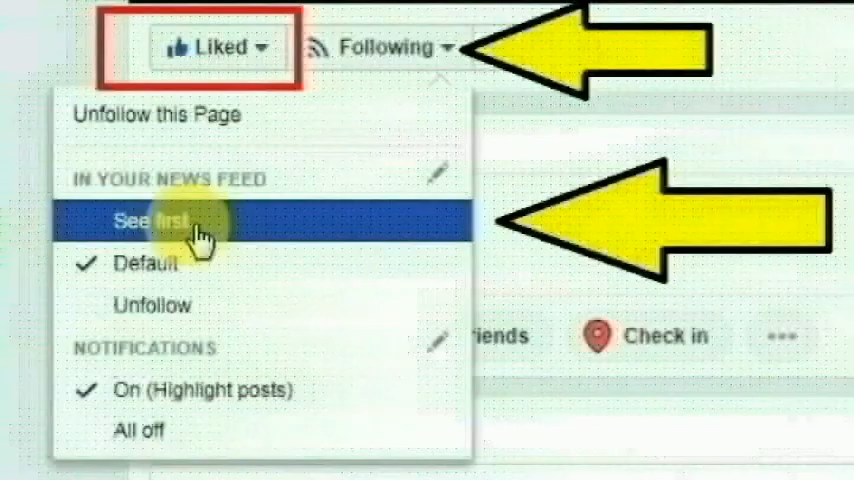 Liked Following
Unfollow this Page
IN YOUR NEWS FEED
See first
Default
Unfollow
riends Check in
NOTIFICATIONS
On (Highlight posts)
All off